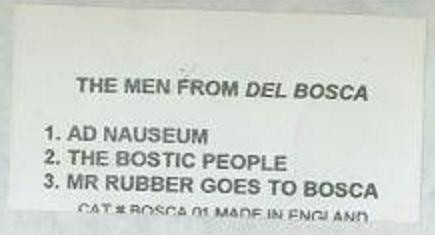 THE MEN FROM DEL BOSCA
1. AD NAUSEUM
2. THE BOSTIC PEOPLE
3. MR RUBBER GOES TO BOSCA
CAT # BOSCA 01 MADE IN ENGLAND